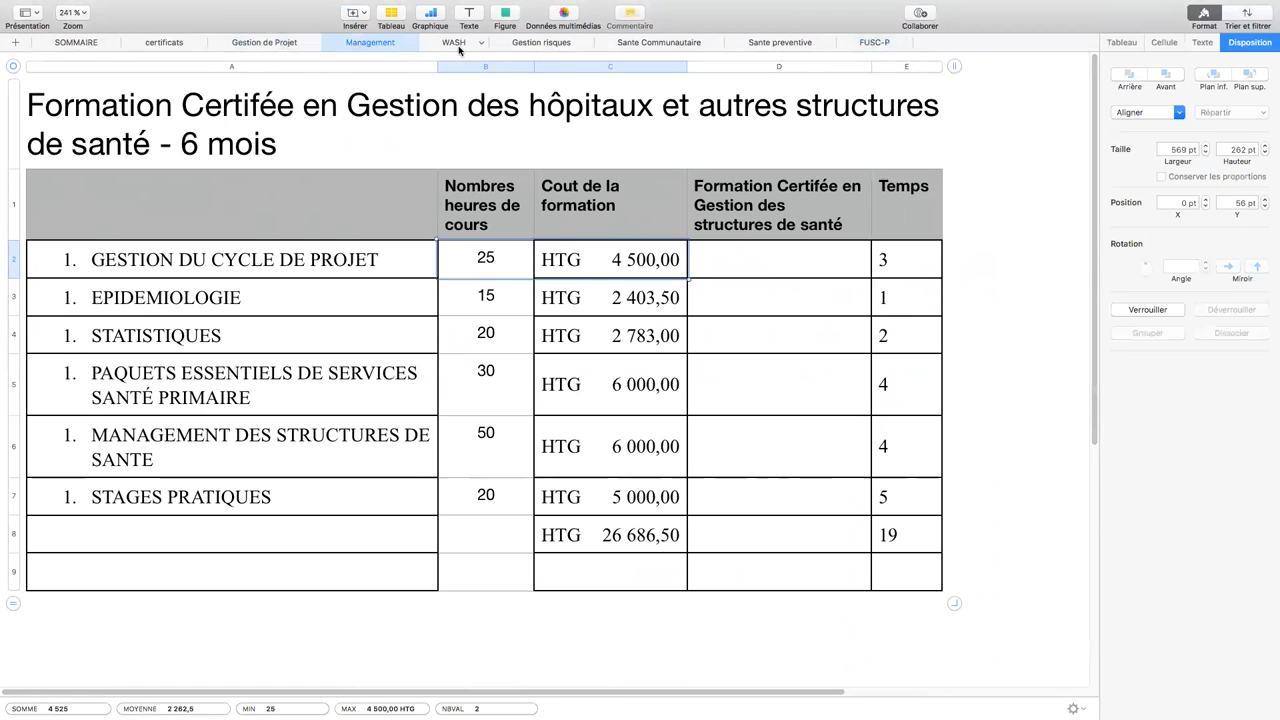 241 %
Présentation
Zoom
Insérer
Tableau
Graphique
Texte
Figure
Données multimédias
Commentaire
Collaborer
Format
Trier et filtrer
SOMMAIRE
certificats
Gestion de Projet
Management
WASH
Gestion risques
Sante Communautaire
Sante preventive
FUSC-P
Tableau
Cellule
Texte
Disposition
A
B
C
D
E
Formation Certifée en Gestion des hôpitaux et autres structures
de santé - 6 mois
1
Nombres
heures de
cours
Cout de la
formation
Formation Certifée en
Gestion des
structures de santé
Temps
2
1. GESTION DU CYCLE DE PROJET
25
HTG 4 500,00
3
3
1. EPIDEMIOLOGIE
15
HTG 2 403,50
1
4
1. STATISTIQUES
20
HTG 2 783,00
2
5
1. PAQUETS ESSENTIELS DE SERVICES
SANTÉ PRIMAIRE
30
HTG 6 000,00
4
6
1. MANAGEMENT DES STRUCTURES DE
SANTE
50
HTG 6 000,00
4
7
1. STAGES PRATIQUES
20
HTG 5 000,00
5
8
HTG 26 686,50
19
9
Arrière
Avant
Plan inf.
Plan sup.
Aligner
Répartir
Taille
569 pt
262 pt
Largeur
Hauteur
Conserver les proportions
Position
0 pt
56 pt
X
Y
Rotation
Angle
Miroir
Verrouiller
Déverrouiller
Grouper
Dissocier
SOMME 4 525
MOYENNE 2 262,5
MIN 25
MAX 4 500,00 HTG
NBVAL 2